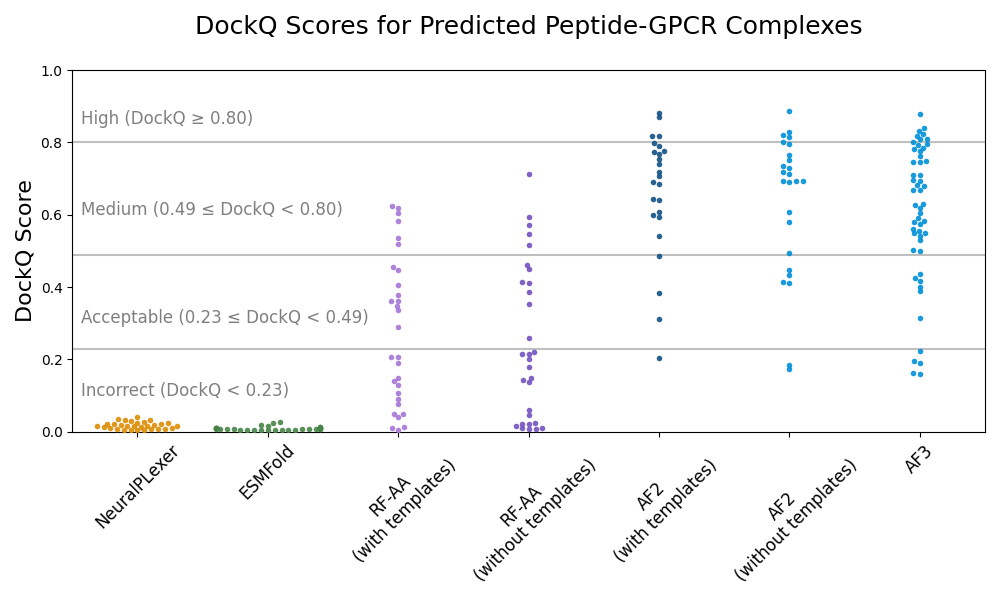 DockQ Scores for Predicted Peptide-GPCR Complexes
DockQ Score
1.0
0.8
0.6
0.4
0.2
0.0
High (DockQ ≥ 0.80)
Medium (0.49 ≤ DockQ < 0.80)
Acceptable (0.23 ≤ DockQ < 0.49)
Incorrect (DockQ < 0.23)
NeuralPLexer
ESMFold
RF-AA
(with templates)
RF-AA
(without templates)
AF2
(with templates)
AF2
(without templates)
AF3